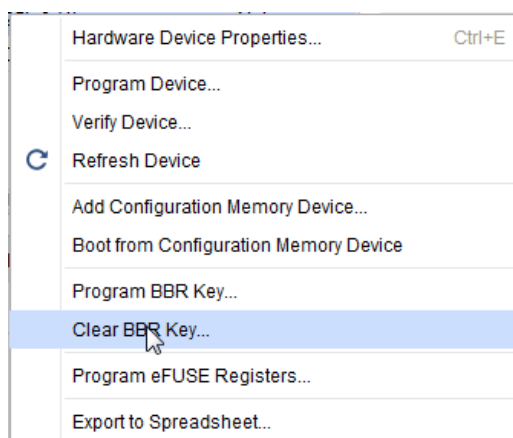 Hardware Device Properties... Ctrl+E
Program Device...
Verify Device...
Refresh Device
Add Configuration Memory Device...
Boot from Configuration Memory Device
Program BBR Key...
Clear BBR Key...
Program eFUSE Registers...
Export to Spreadsheet...